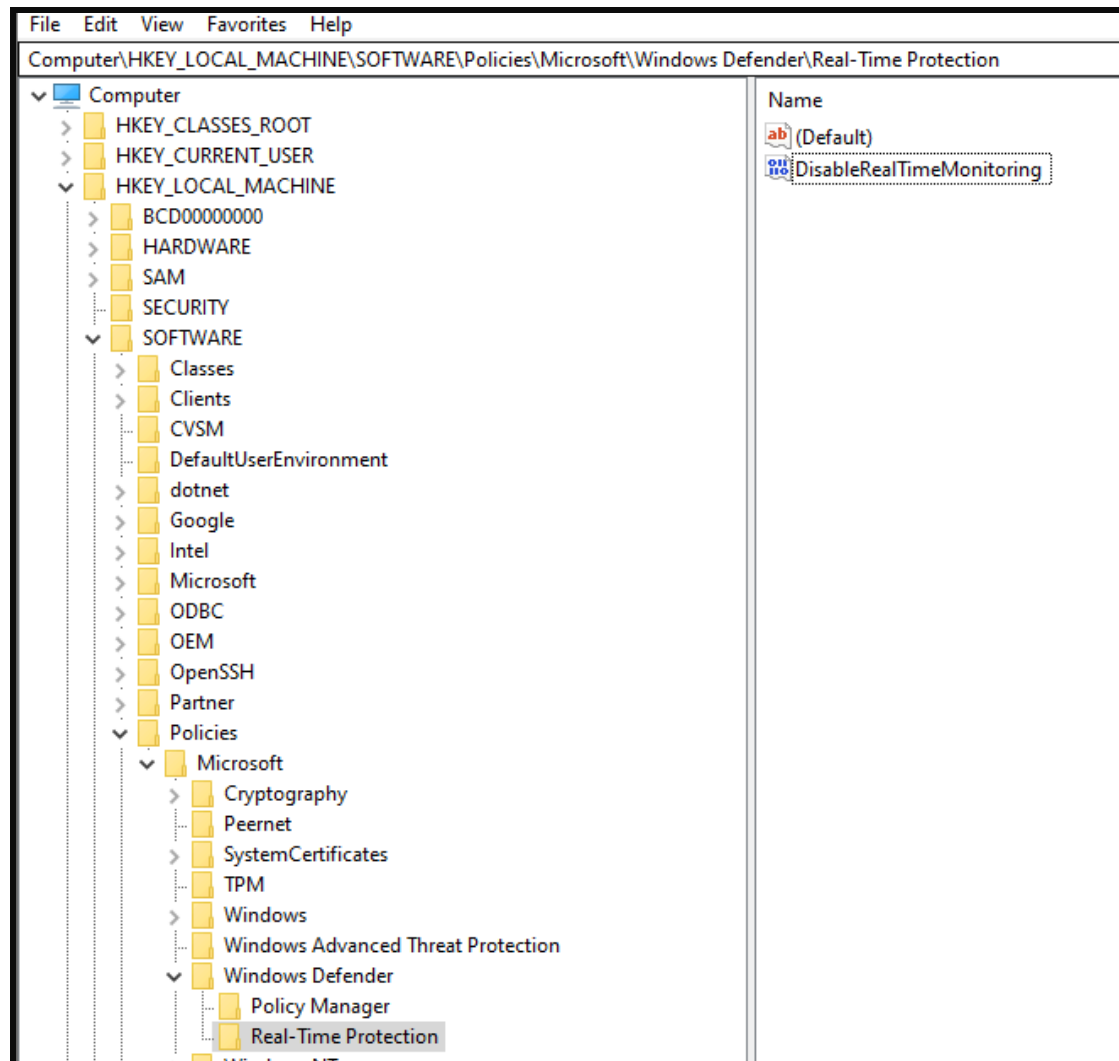 File Edit View Favorites Help
Computer\HKEY_LOCAL_MACHINE\SOFTWARE\Policies\Microsoft\Windows Defender\Real-Time Protection
Computer
HKEY_CLASSES_ROOT
HKEY_CURRENT_USER
HKEY_LOCAL_MACHINE
BCD00000000
HARDWARE
SAM
SECURITY
SOFTWARE
Classes
Clients
CVSM
DefaultUserEnvironment
dotnet
Google
Intel
Microsoft
ODBC
OEM
OpenSSH
Partner
Policies
Microsoft
Cryptography
Peernet
SystemCertificates
TPM
Windows
Windows Advanced Threat Protection
Windows Defender
Policy Manager
Real-Time Protection
Name
ab (Default)
DisableRealTimeMonitoring